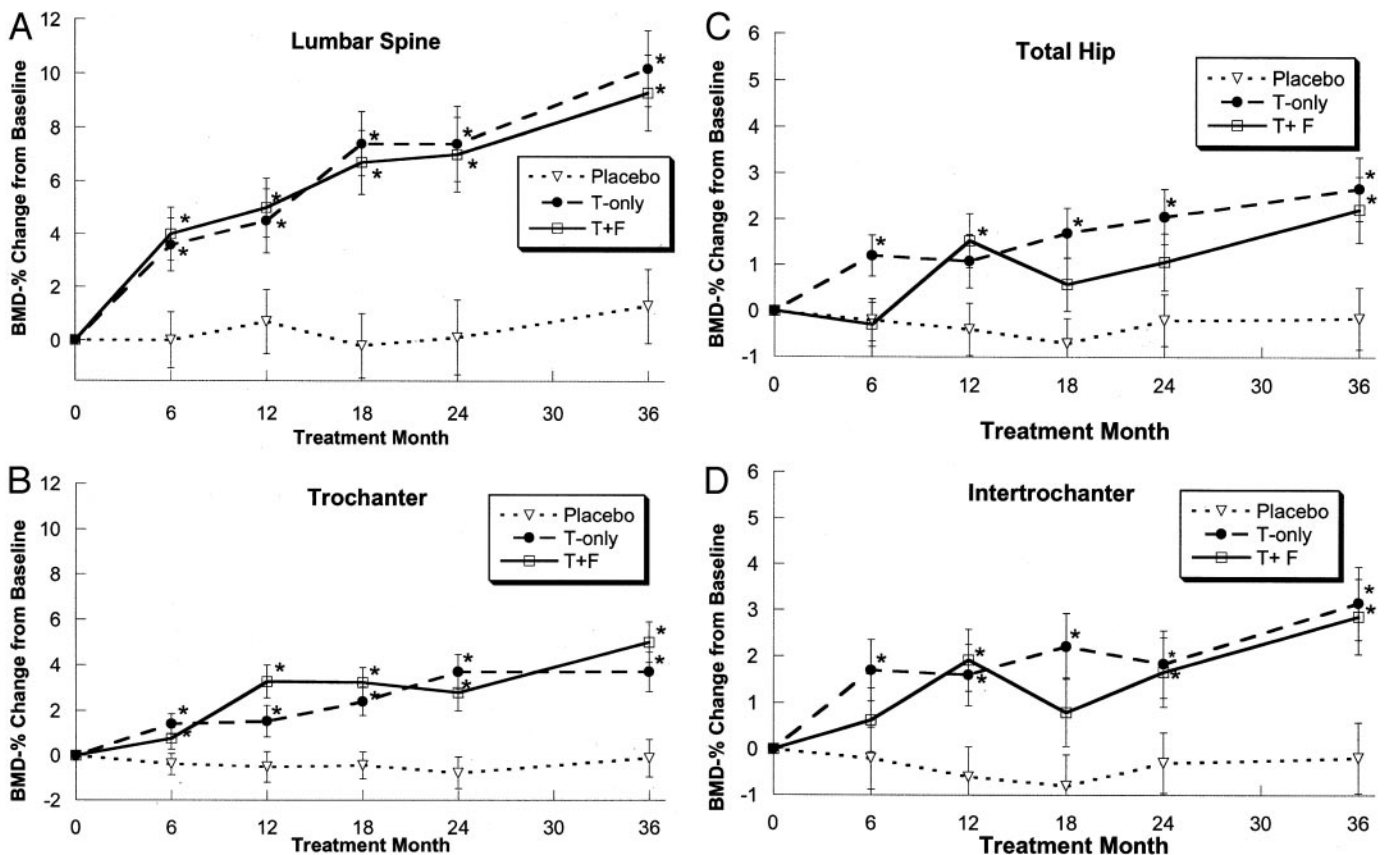 A
Lumbar Spine
BMD-% Change from Baseline
12
10
8
6
4
2
0
Placebo
T-only
T+F
* * * * * * * * * *
0 6 12 18 24 30 36
Treatment Month
B
Trochanter
BMD-% Change from Baseline
12
10
8
6
4
2
0
-2
Placebo
T-only
T+F
* * * * * * * * * *
0 6 12 18 24 30 36
Treatment Month
C
Total Hip
BMD-% Change from Baseline
6
5
4
3
2
1
0
-1
Placebo
T-only
T+ F
* * * * * *
0 6 12 18 24 30 36
Treatment Month
D
Intertrochanter
BMD-% Change from Baseline
6
5
4
3
2
1
0
-1
Placebo
T-only
T+ F
* * * * * * * *
0 6 12 18 24 30 36
Treatment Month